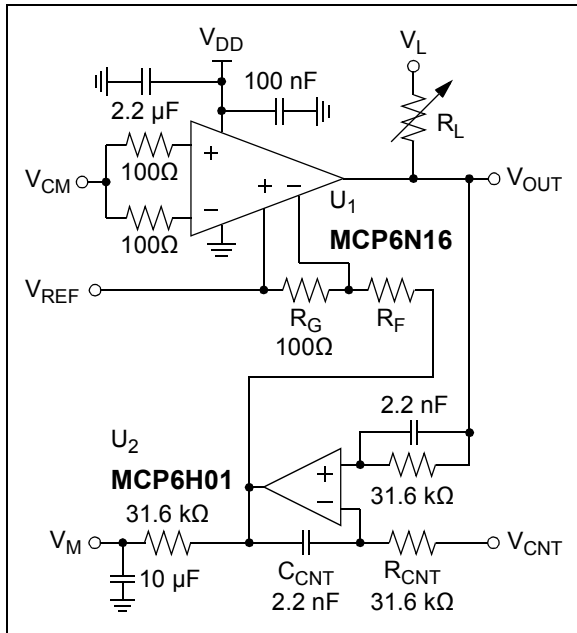 V_DD
V_L
100 nF
2.2 µF
R_L
+
V_CM
100Ω
+ −
V_OUT
U_1
−
100Ω
MCP6N16
V_REF
R_G
R_F
100Ω
2.2 nF
U_2
MCP6H01
+
31.6 kΩ
−
31.6 kΩ
V_M
V_CNT
C_CNT
R_CNT
10 µF
2.2 nF
31.6 kΩ